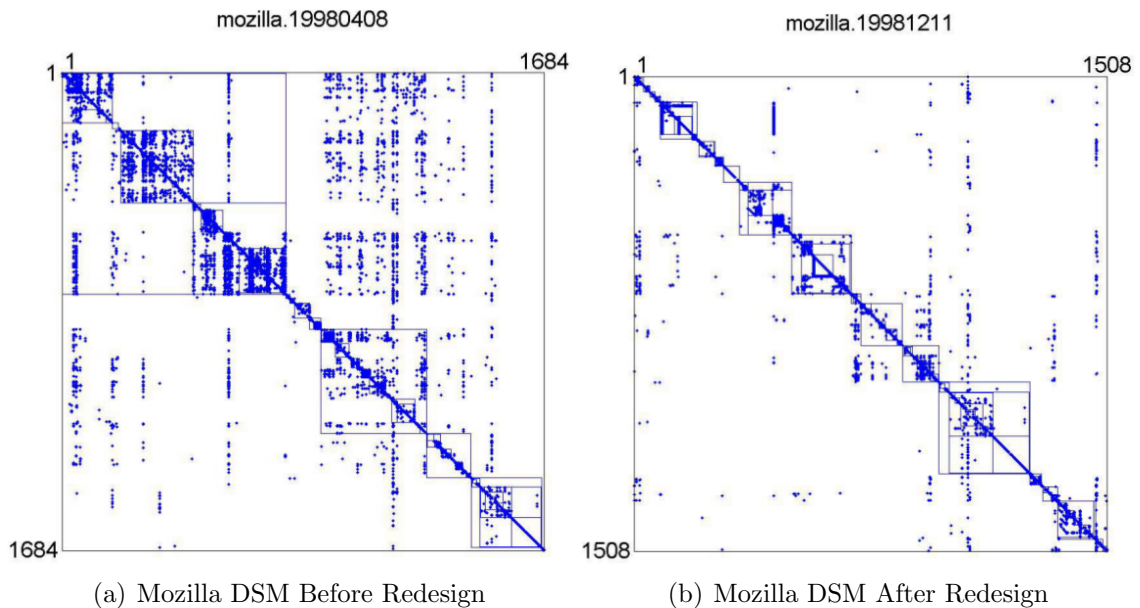 mozilla.19980408
1
1684
1
1684
(a) Mozilla DSM Before Redesign
mozilla.19981211
1
1508
1
1508
(b) Mozilla DSM After Redesign